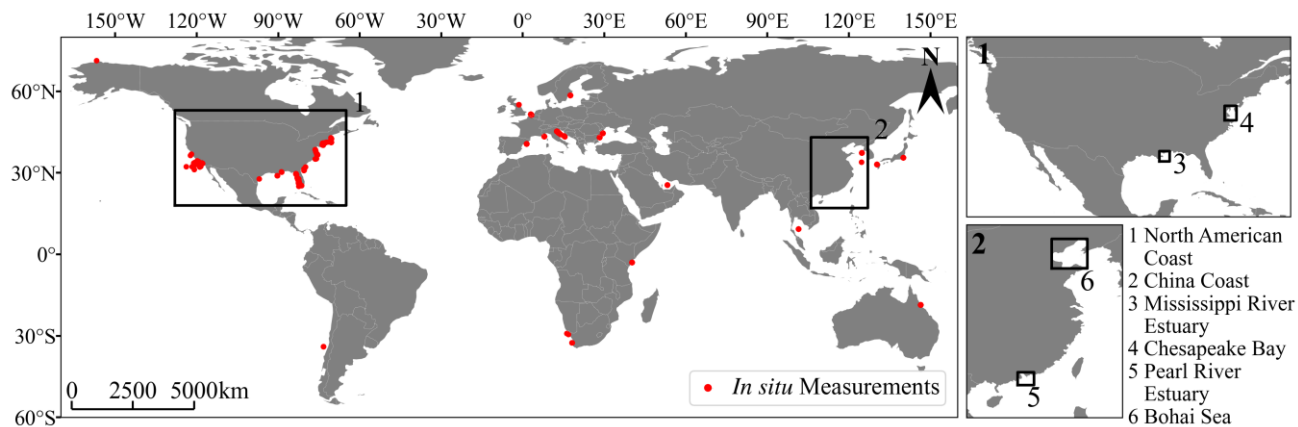 150°W 120°W 90°W 60°W 30°W 0° 30°E 60°E 90°E 120°E 150°E
60°N
30°N
0°
30°S
60°S
1
2
N
0 2500 5000km
In situ Measurements
1
3
4
2
5
6
1 North American
Coast
2 China Coast
3 Mississippi River
Estuary
4 Chesapeake Bay
5 Pearl River
Estuary
6 Bohai Sea